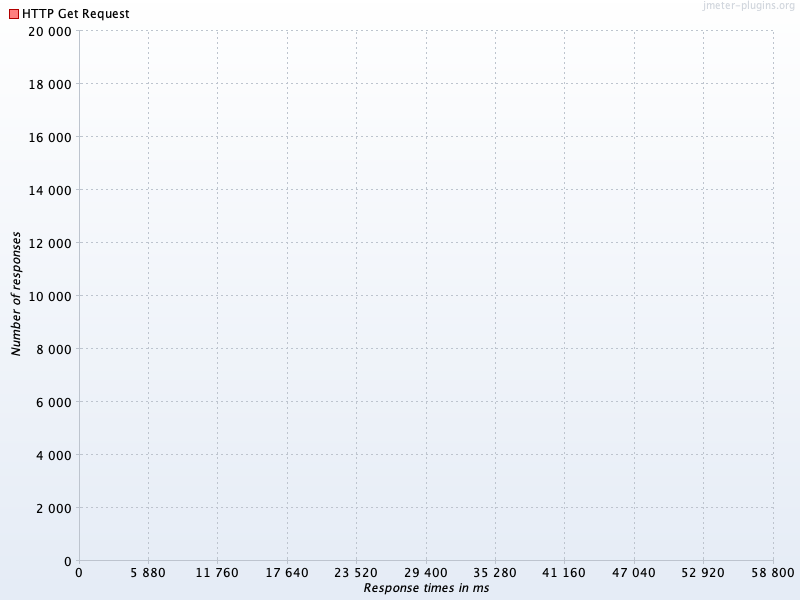 jmeter-plugins.org
HTTP Get Request
20 000
18 000
16 000
14 000
12 000
10 000
8 000
6 000
4 000
2 000
0
Number of responses
0 5 880 11 760 17 640 23 520 29 400 35 280 41 160 47 040 52 920 58 800
Response times in ms